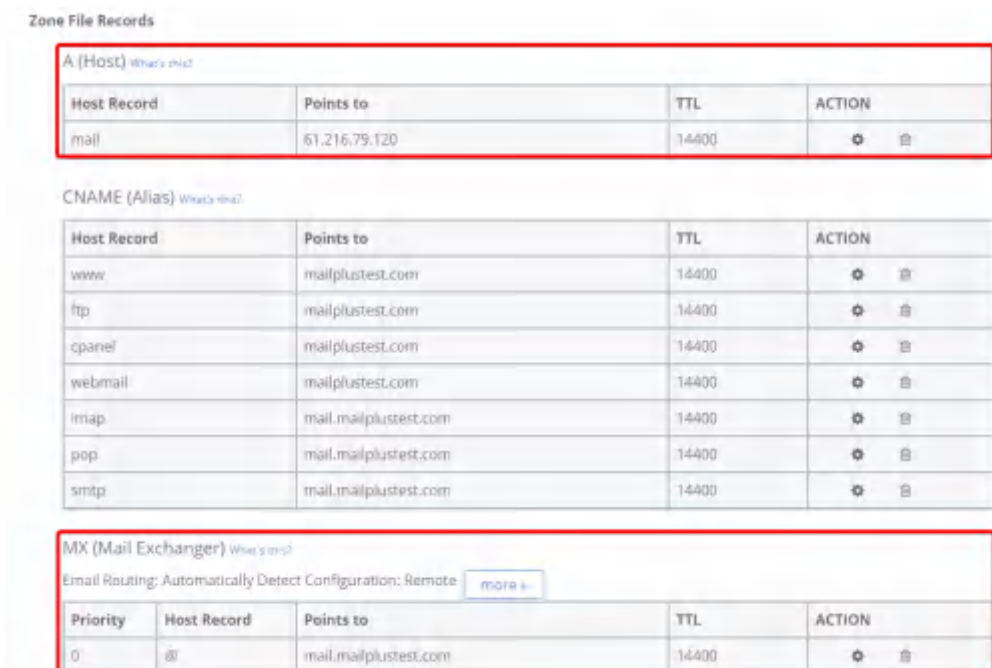 Zone File Records
A (Host) What's this?
Host Record Points to TTL ACTION
mail 61.216.79.120 14400
CNAME (Alias) What's this?
Host Record Points to TTL ACTION
www mailplustest.com 14400
ftp mailplustest.com 14400
cpanel mailplustest.com 14400
webmail mailplustest.com 14400
imap mail.mailplustest.com 14400
pop mail.mailplustest.com 14400
smtp mail.mailplustest.com 14400
MX (Mail Exchanger) What's this?
Email Routing: Automatically Detect Configuration: Remote more +
Priority Host Record Points to TTL ACTION
0 @ mail.mailplustest.com 14400